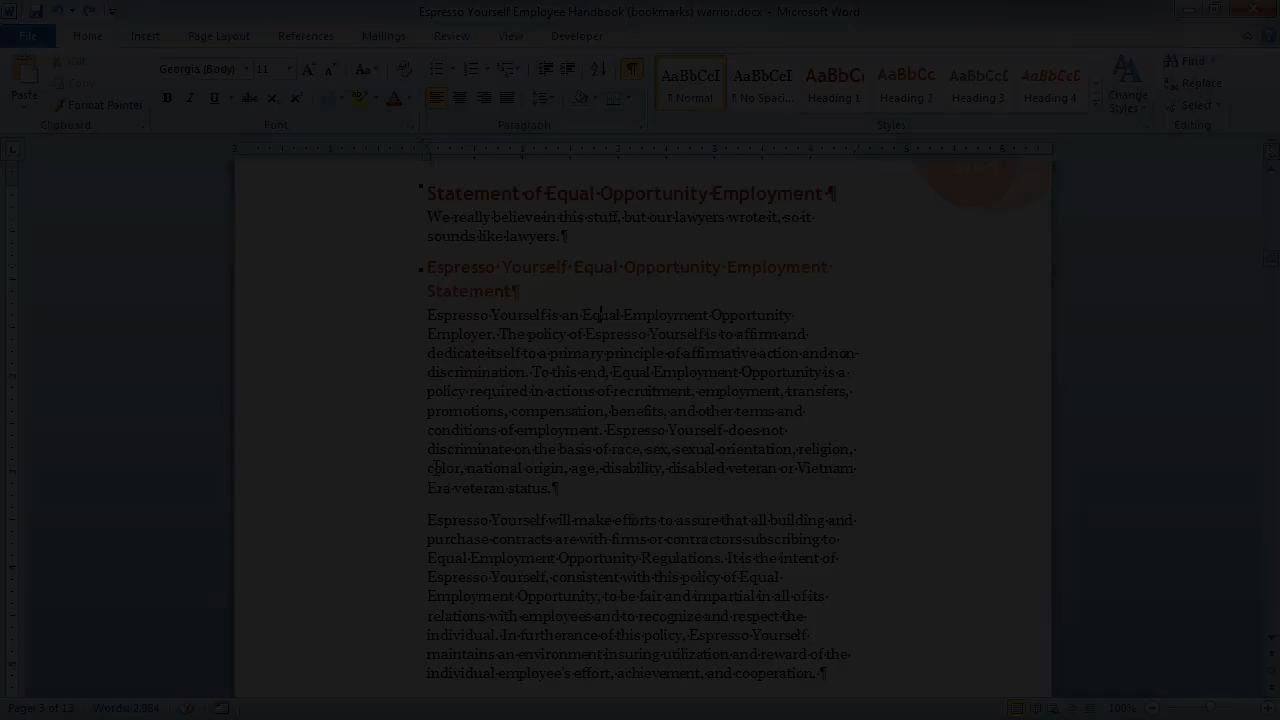 Espresso Yourself Employee Handbook (bookmarks) warrior.docx - Microsoft Word
File Home Insert Page Layout References Mailings Review View Developer
Cut
Copy
Format Painter
Paste
Clipboard
Georgia (Body) 11
Font
Paragraph
AaBbCcI AaBbCcI AaBbC AaBbCc AaBbCcI AaBbCcD
¶ Normal ¶ No Spaci... Heading 1 Heading 2 Heading 3 Heading 4
Change Styles
Styles
Find
Replace
Select
Editing
Statement of Equal Opportunity Employment ¶
We really believe in this stuff, but our lawyers wrote it, so it
sounds like lawyers. ¶
Espresso Yourself Equal Opportunity Employment
Statement¶
Espresso Yourself is an Equal Employment Opportunity
Employer. The policy of Espresso Yourself is to affirm and
dedicate itself to a primary principle of affirmative action and non-
discrimination. To this end, Equal Employment Opportunity is a
policy required in actions of recruitment, employment, transfers,
promotions, compensation, benefits, and other terms and
conditions of employment. Espresso Yourself does not
discriminate on the basis of race, sex, sexual orientation, religion,
color, national origin, age, disability, disabled veteran or Vietnam
Era veteran status. ¶
Espresso Yourself will make efforts to assure that all building and
purchase contracts are with firms or contractors subscribing to
Equal Employment Opportunity Regulations. It is the intent of
Espresso Yourself, consistent with this policy of Equal
Employment Opportunity, to be fair and impartial in all of its
relations with employees and to recognize and respect the
individual. In furtherance of this policy, Espresso Yourself
maintains an environment insuring utilization and reward of the
individual employee's effort, achievement, and cooperation. ¶
Page: 3 of 13 Words: 2,984 100%